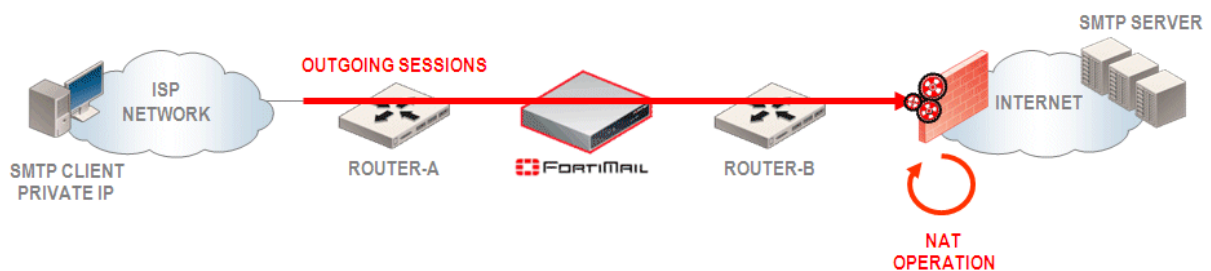 SMTP SERVER
OUTGOING SESSIONS
ISP
NETWORK
INTERNET
ROUTER-A
FORTIMAIL
ROUTER-B
SMTP CLIENT
PRIVATE IP
NAT
OPERATION